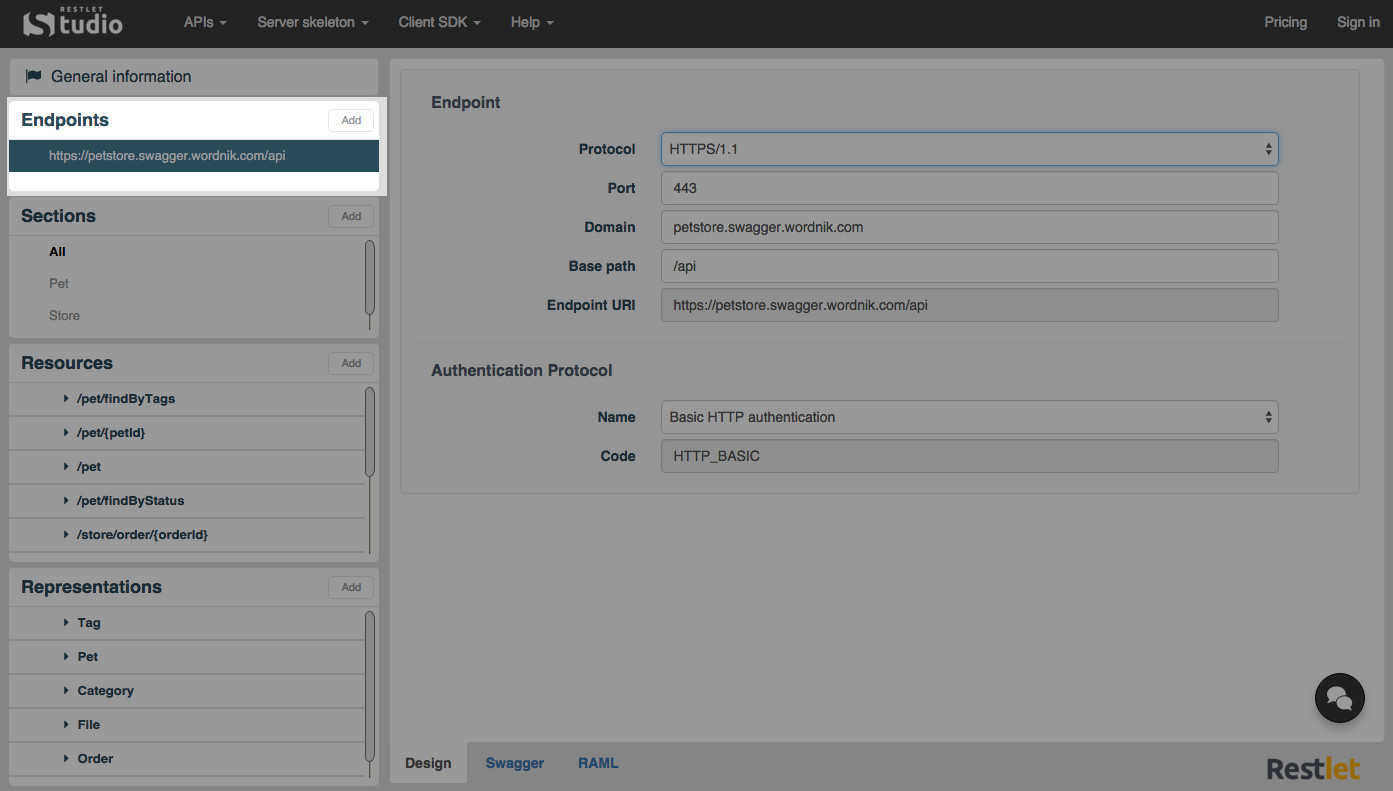 RESTLET
Studio
APIs
Server skeleton
Client SDK
Help
Pricing
Sign in
General information
Endpoints
Add
https://petstore.swagger.wordnik.com/api
Sections
Add
All
Pet
Store
Resources
Add
/pet/findByTags
/pet/{petId}
/pet
/pet/findByStatus
/store/order/{orderId}
Representations
Add
Tag
Pet
Category
File
Order
Endpoint
Protocol
HTTPS/1.1
Port
443
Domain
petstore.swagger.wordnik.com
Base path
/api
Endpoint URI
https://petstore.swagger.wordnik.com/api
Authentication Protocol
Name
Basic HTTP authentication
Code
HTTP_BASIC
Design
Swagger
RAML
Restlet